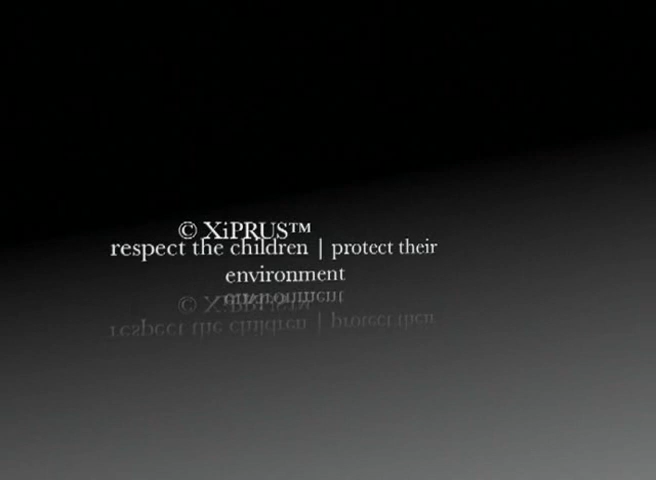 © XiPRUS™
respect the children | protect their
environment